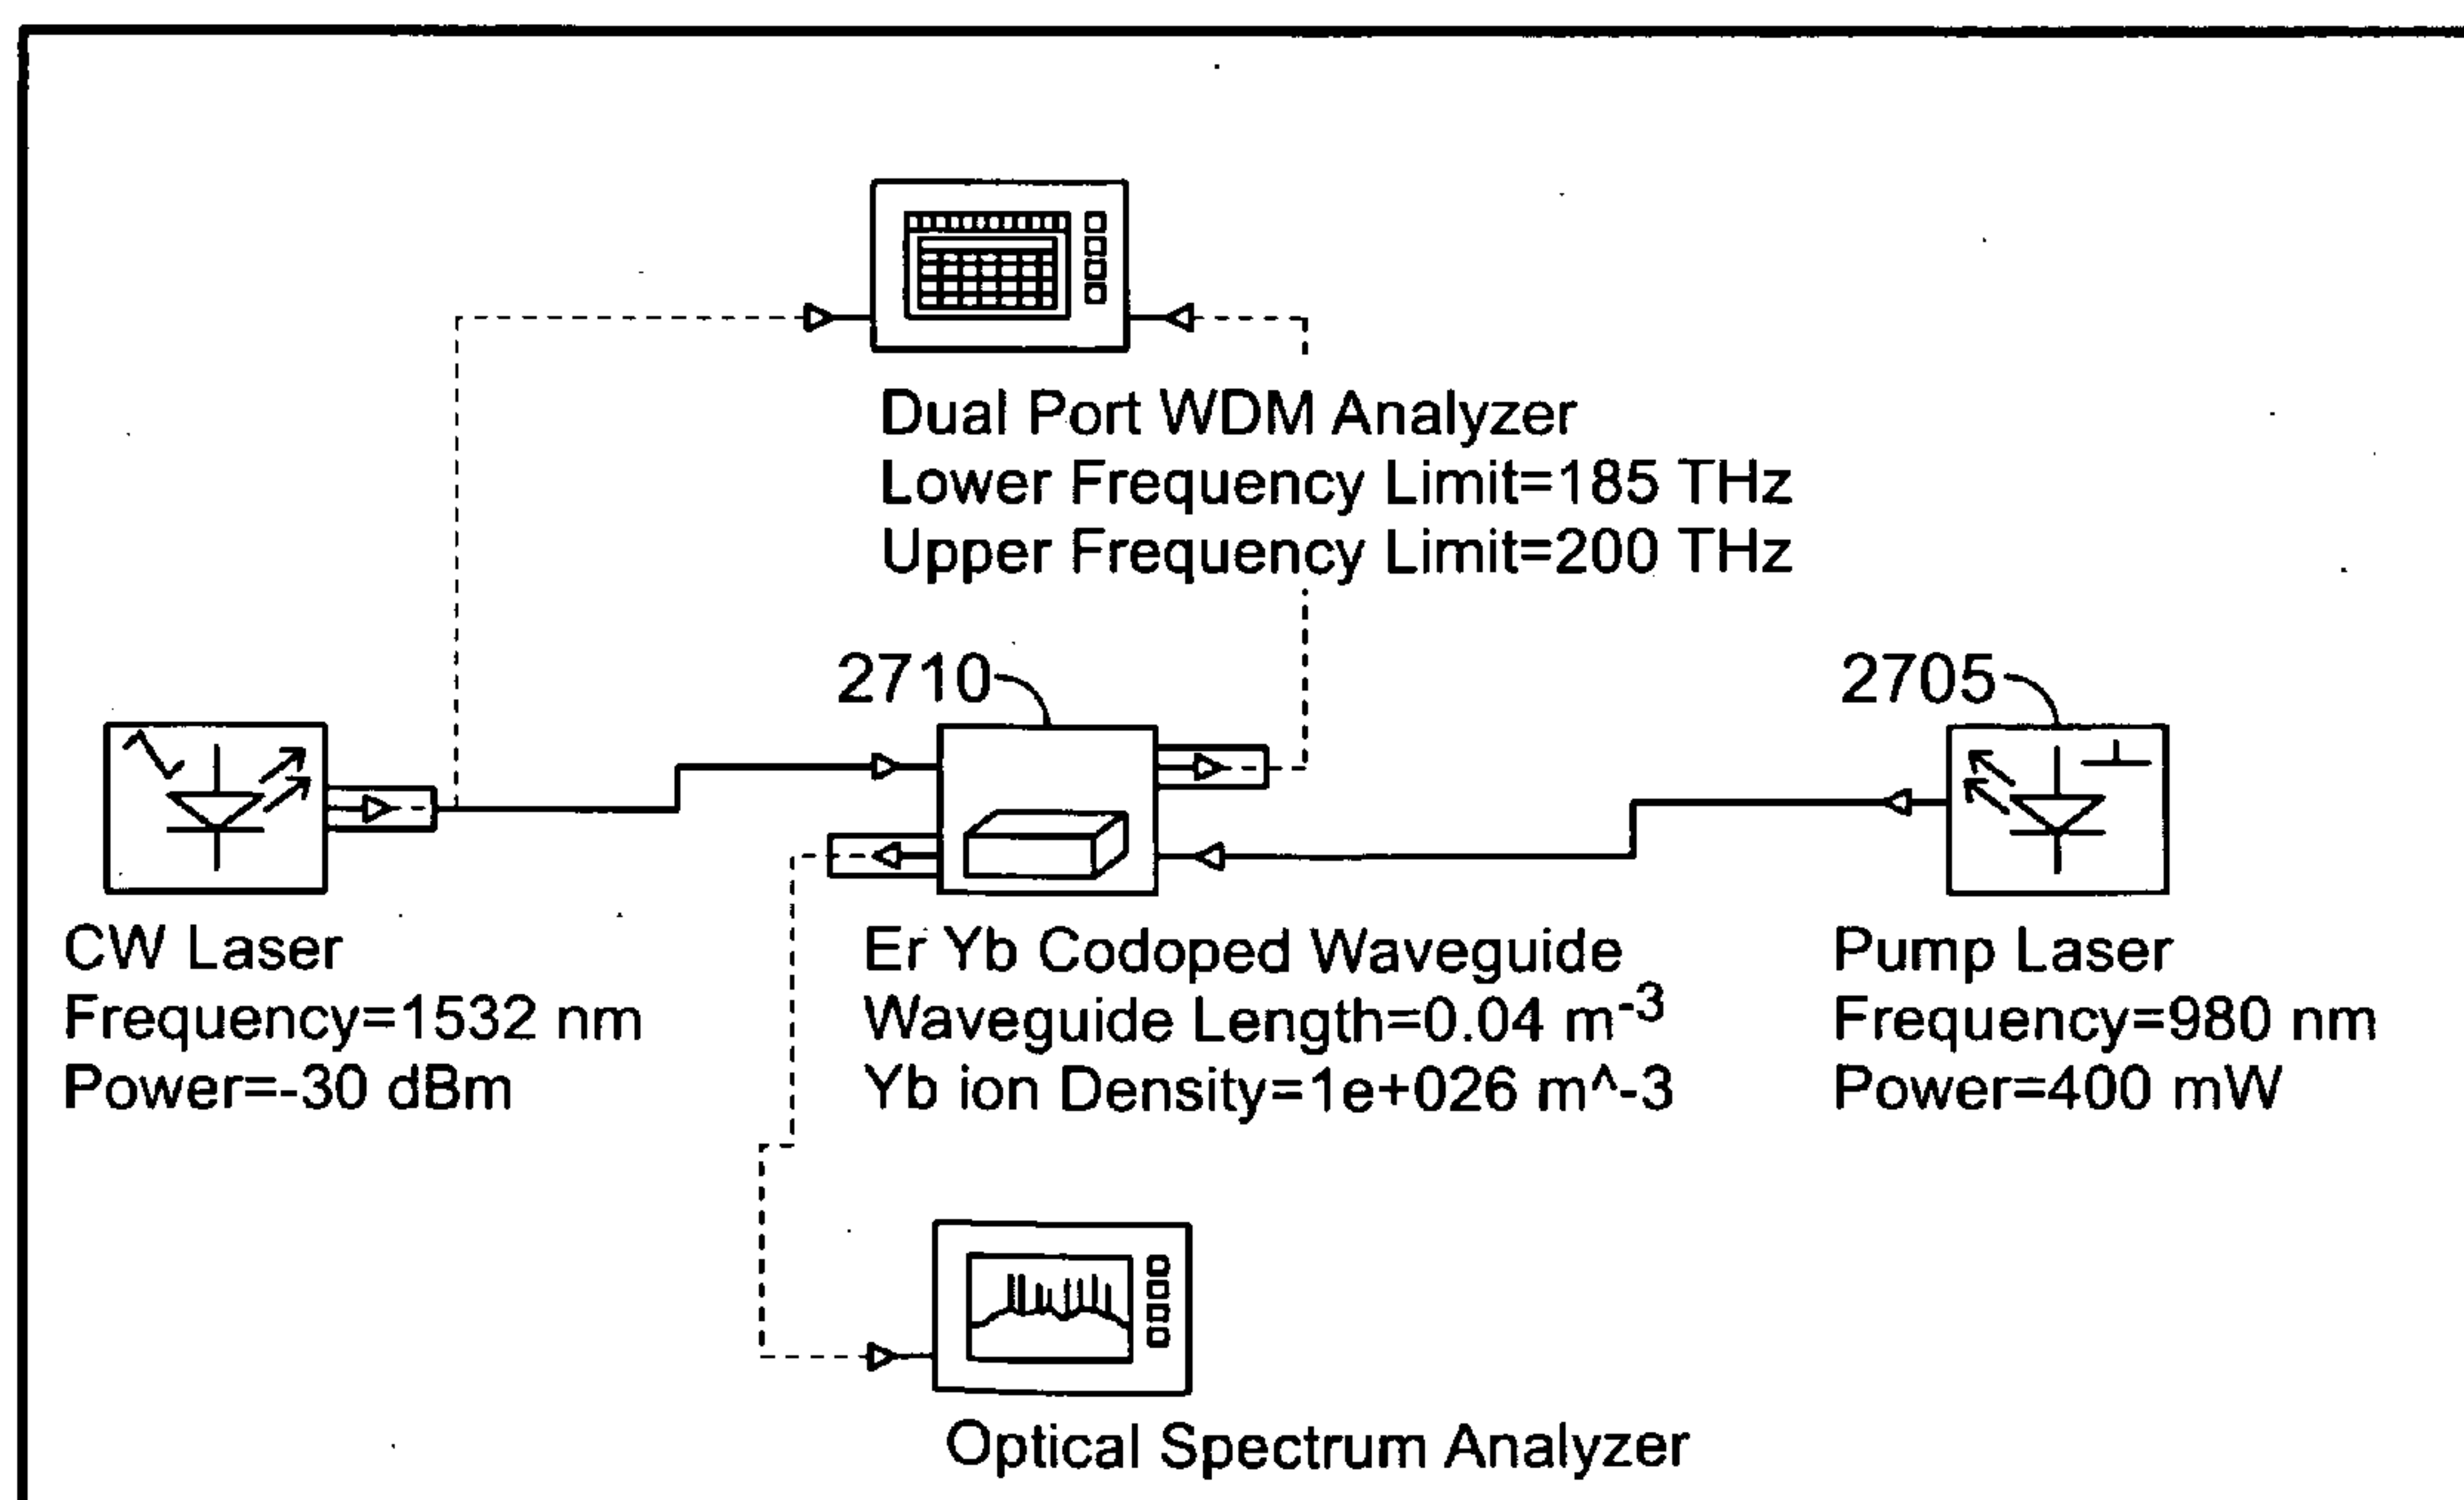 Dual Port WDM Analyzer
Lower Frequency Limit=185 THz
Upper Frequency Limit=200 THz
2710
2705
CW Laser
Frequency=1532 nm
Power=-30 dBm
Er Yb Codoped Waveguide
Waveguide Length=0.04 m⁻³
Yb ion Density=1e+026 m^-3
Pump Laser
Frequency=980 nm
Power=400 mW
Optical Spectrum Analyzer